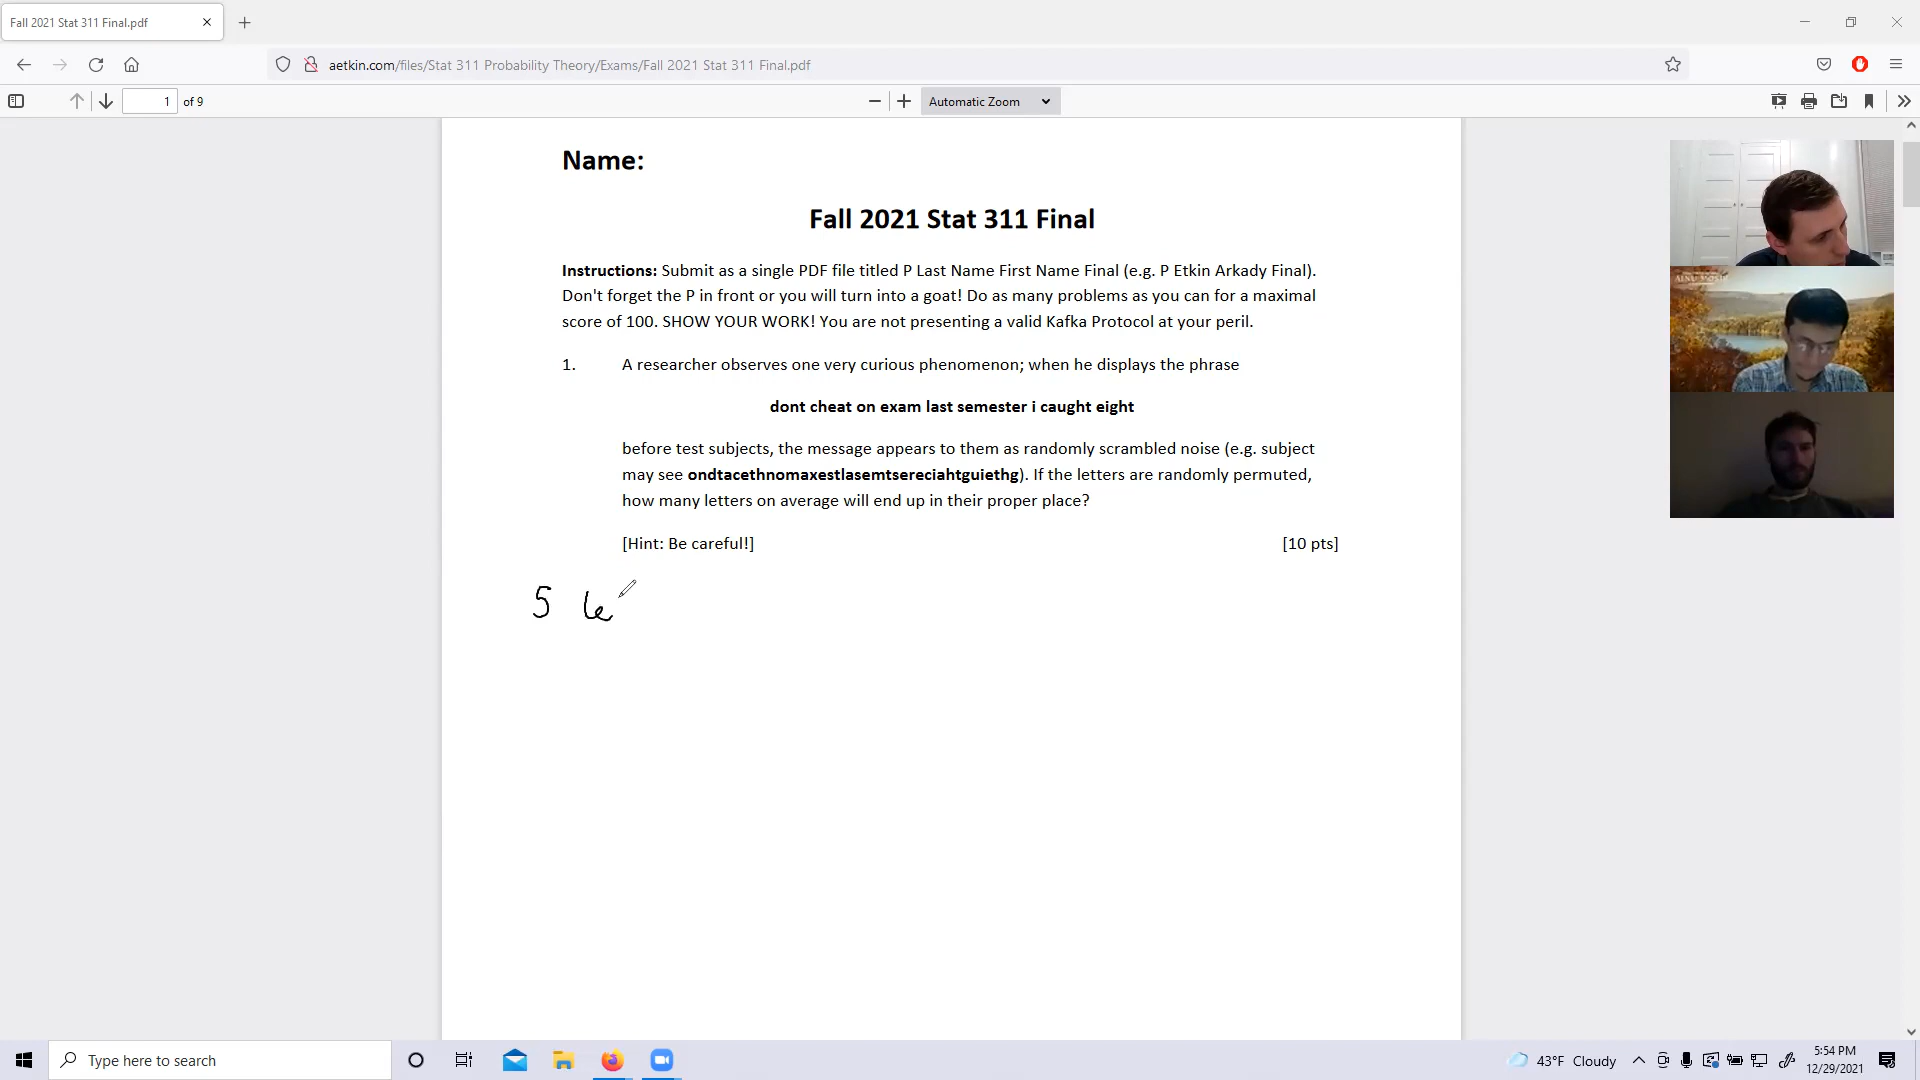 Fall 2021 Stat 311 Final.pdf
aetkin.com/files/Stat 311 Probability Theory/Exams/Fall 2021 Stat 311 Final.pdf
1 of 9
Automatic Zoom
Name:
Fall 2021 Stat 311 Final
Instructions: Submit as a single PDF file titled P Last Name First Name Final (e.g. P Etkin Arkady Final).
Don't forget the P in front or you will turn into a goat! Do as many problems as you can for a maximal
score of 100. SHOW YOUR WORK! You are not presenting a valid Kafka Protocol at your peril.
1. A researcher observes one very curious phenomenon; when he displays the phrase
dont cheat on exam last semester i caught eight
before test subjects, the message appears to them as randomly scrambled noise (e.g. subject
may see ondtacethnomaxestlasemtsereciahtguiethg). If the letters are randomly permuted,
how many letters on average will end up in their proper place?
[Hint: Be careful!] [10 pts]
5 le
Type here to search
43°F Cloudy
5:54 PM
12/29/2021